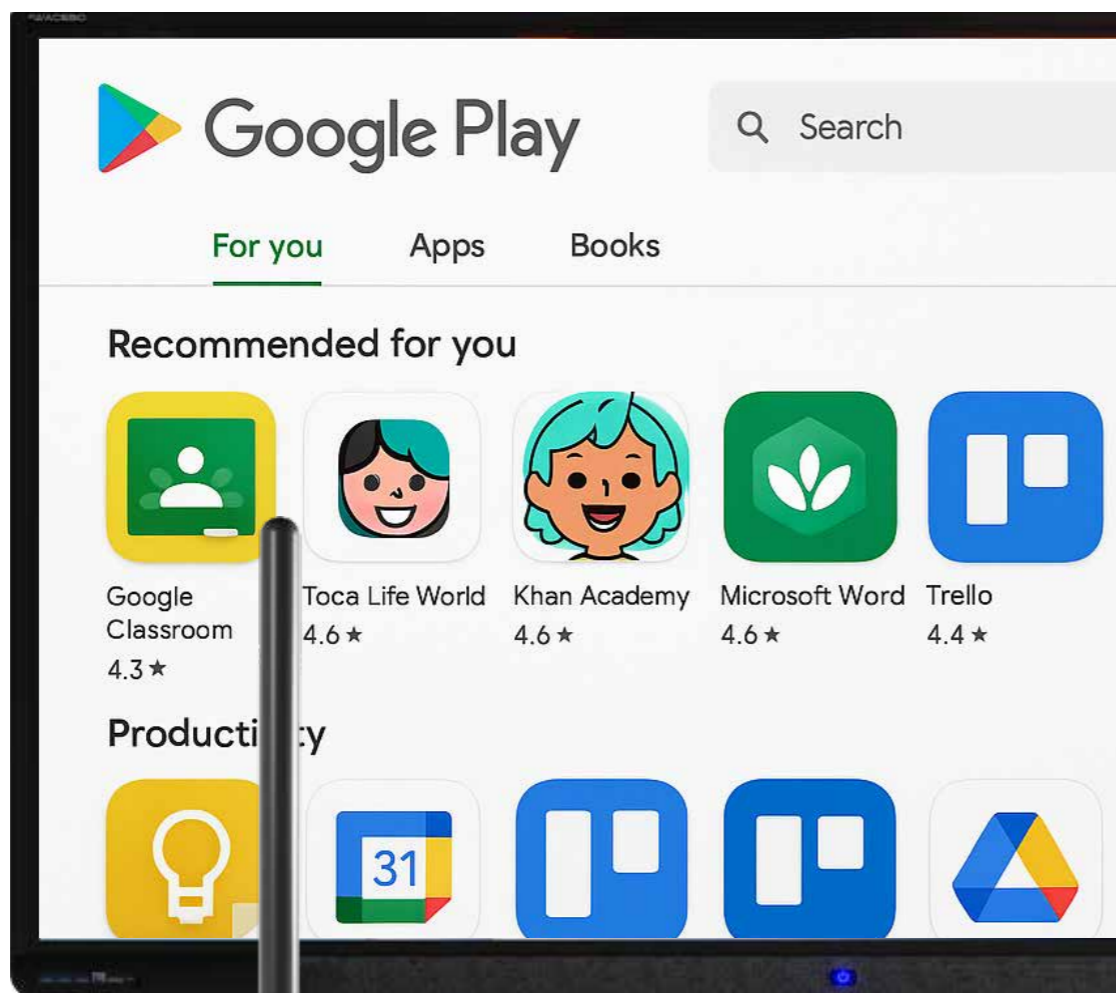 Google Play
Search
For you
Apps
Books
Recommended for you
Google
Classroom
4.3 ★
Toca Life World
4.6 ★
Khan Academy
4.6 ★
Microsoft Word
4.6 ★
Trello
4.4 ★
Productivity
31